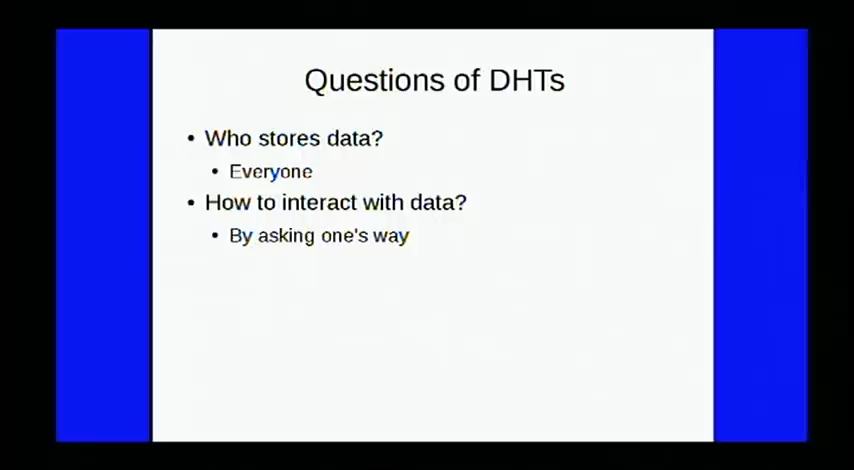 Questions of DHTs
• Who stores data?
• Everyone
• How to interact with data?
• By asking one's way